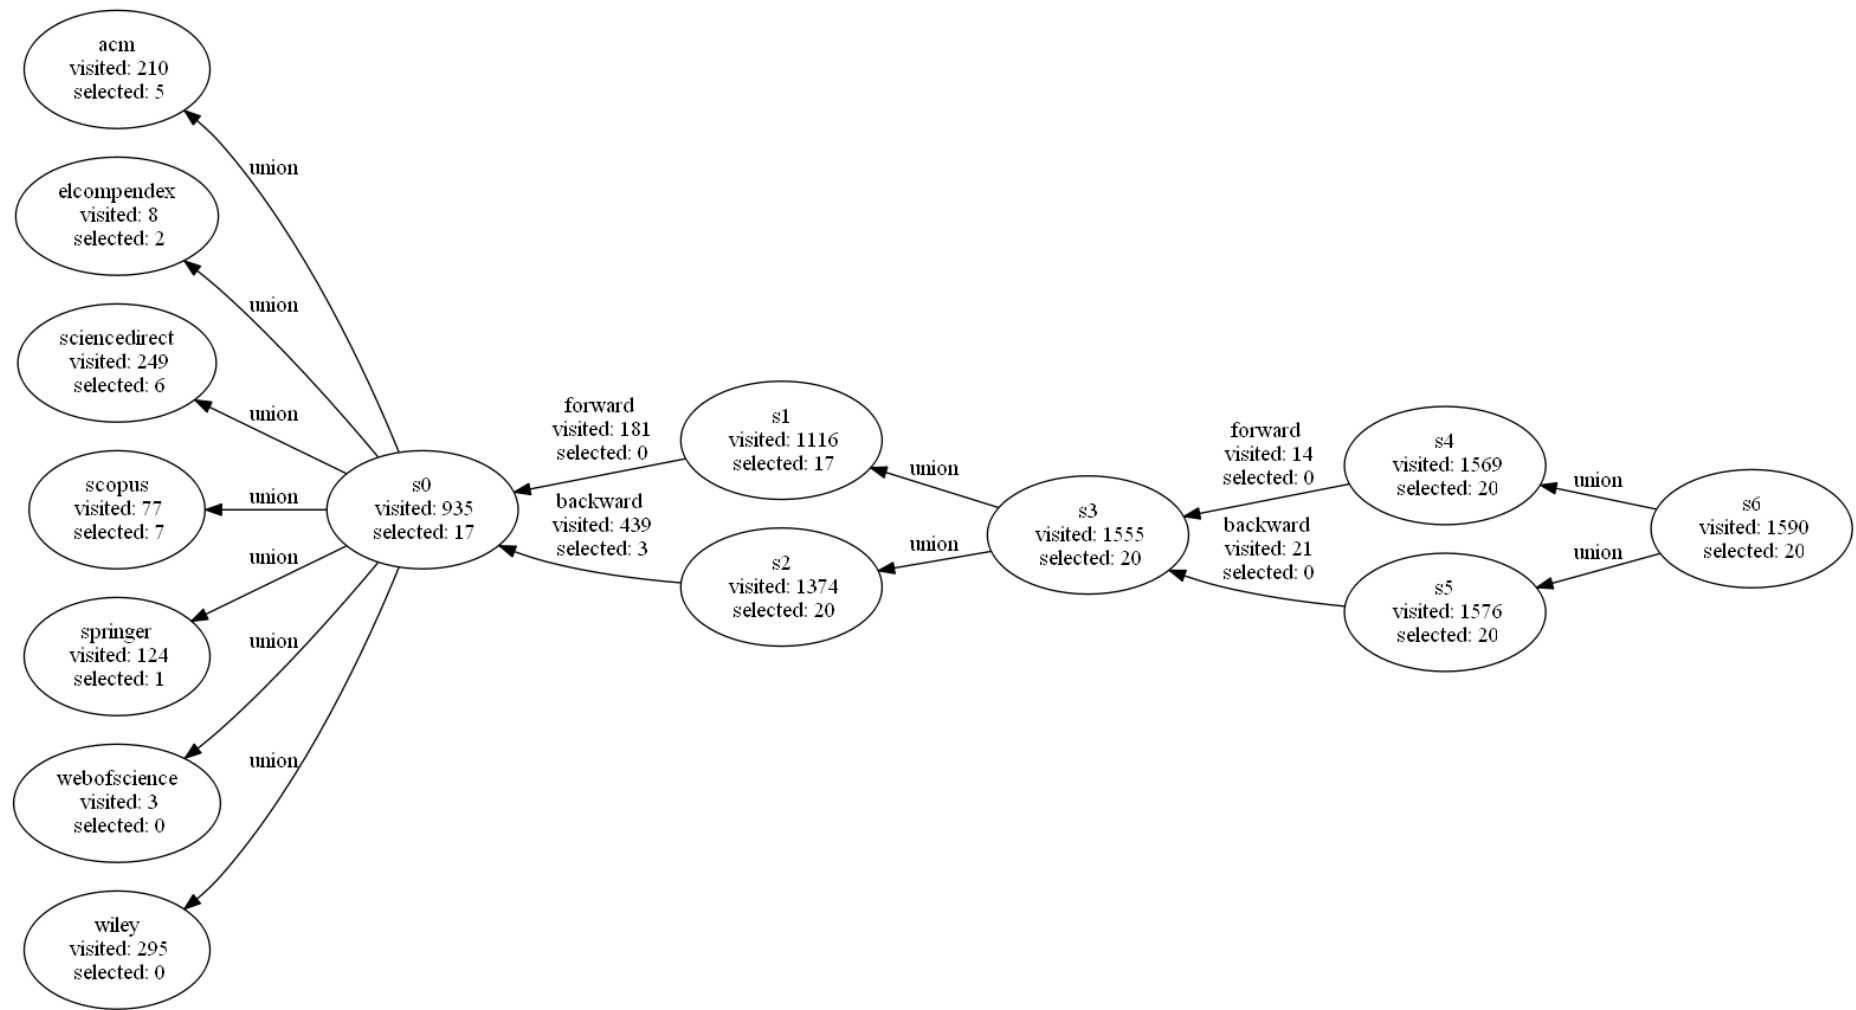 acm
visited: 210
selected: 5
union
elcompendex
visited: 8
selected: 2
union
sciencedirect
visited: 249
selected: 6
union
scopus
visited: 77
selected: 7
union
springer
visited: 124
selected: 1
union
webofscience
visited: 3
selected: 0
union
wiley
visited: 295
selected: 0
union
s0
visited: 935
selected: 17
forward
visited: 181
selected: 0
backward
visited: 439
selected: 3
s1
visited: 1116
selected: 17
s2
visited: 1374
selected: 20
union
union
s3
visited: 1555
selected: 20
forward
visited: 14
selected: 0
backward
visited: 21
selected: 0
s4
visited: 1569
selected: 20
s5
visited: 1576
selected: 20
union
union
s6
visited: 1590
selected: 20